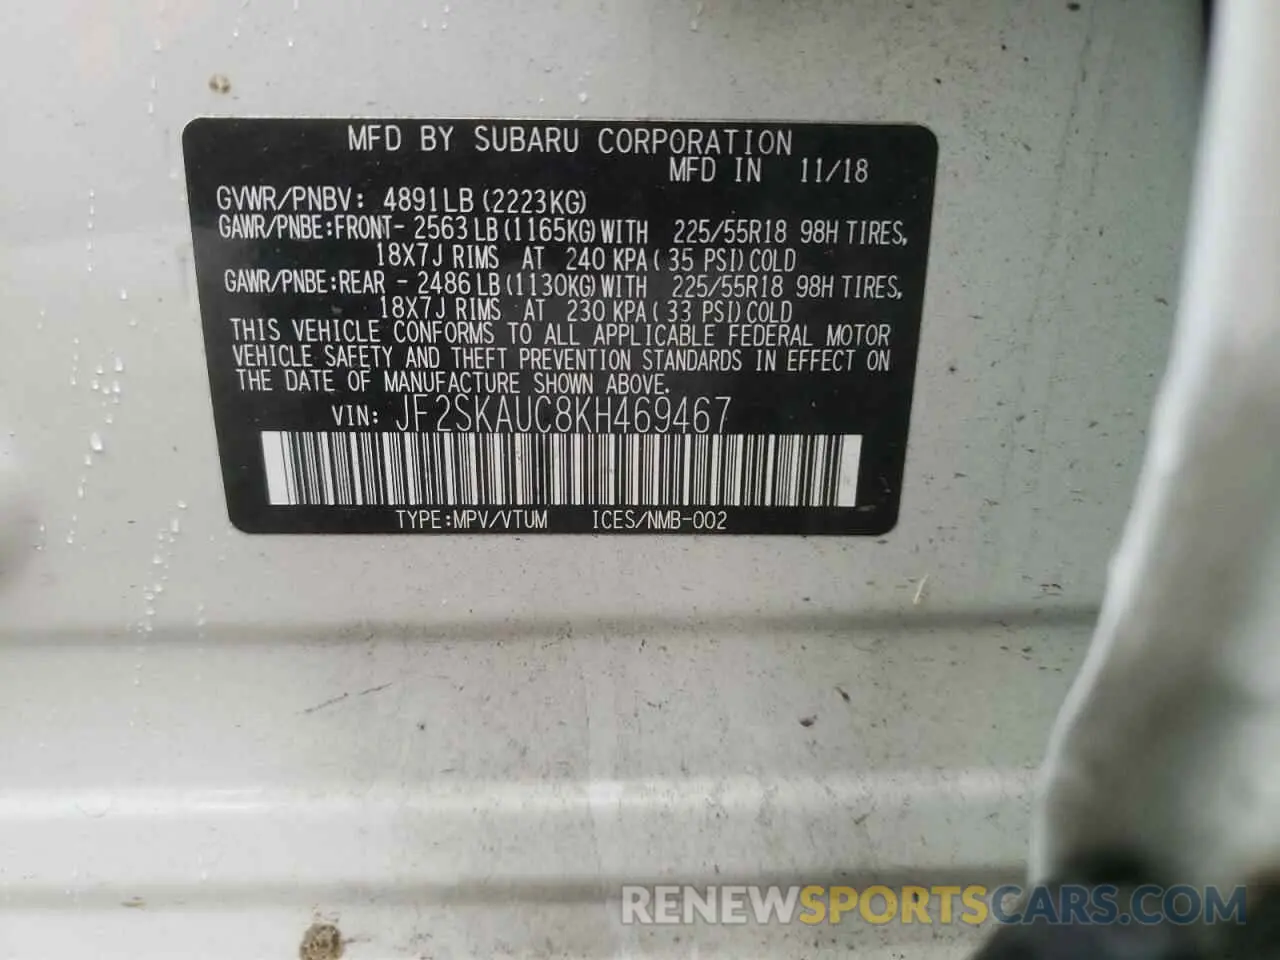 MFD BY SUBARU CORPORATION
MFD IN 11/18
GVWR/PNBV: 4891LB(2223KG)
GAWR/PNBE:FRONT- 2563LB(1165KG)WITH 225/55R18 98H TIRES,
18X7J RIMS AT 240 KPA( 35 PSI)COLD
GAWR/PNBE:REAR - 2486LB(1130KG)WITH 225/55R18 98H TIRES,
18X7J RIMS AT 230 KPA( 33 PSI)COLD
THIS VEHICLE CONFORMS TO ALL APPLICABLE FEDERAL MOTOR
VEHICLE SAFETY AND THEFT PREVENTION STANDARDS IN EFFECT ON
THE DATE OF MANUFACTURE SHOWN ABOVE.
VIN: JF2SKAUC8KH469467
TYPE:MPV/VTUM ICES/NMB-002
RENEWSPORTSCARS.COM